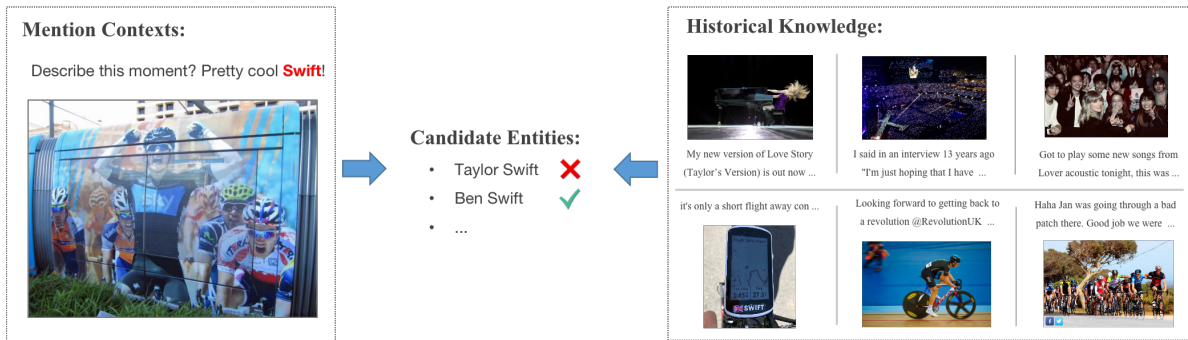 Mention Contexts:
Describe this moment? Pretty cool Swift!
SKY
Candidate Entities:
• Taylor Swift
• Ben Swift
• ...
Historical Knowledge:
My new version of Love Story
(Taylor's Version) is out now ...
I said in an interview 13 years ago
"I'm just hoping that I have ...
Got to play some new songs from
Lover acoustic tonight, this was ...
it's only a short flight away con ...
SWIFT
Looking forward to getting back to
a revolution @RevolutionUK ...
Haha Jan was going through a bad
patch there. Good job we were ...